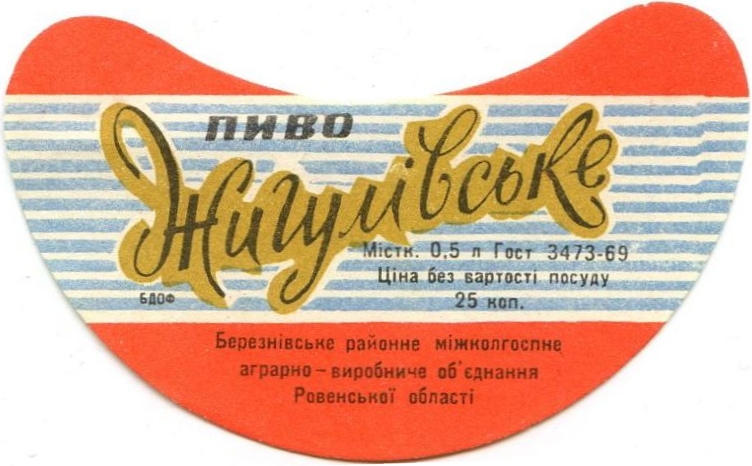 пиво
Жигулівське
Містк. 0,5 л Гост 3473-69
Ціна без вартості посуду
25 коп.
БДОФ
Березнівське районне міжколгоспне
аграрно – виробниче об'єднання
Ровенської області